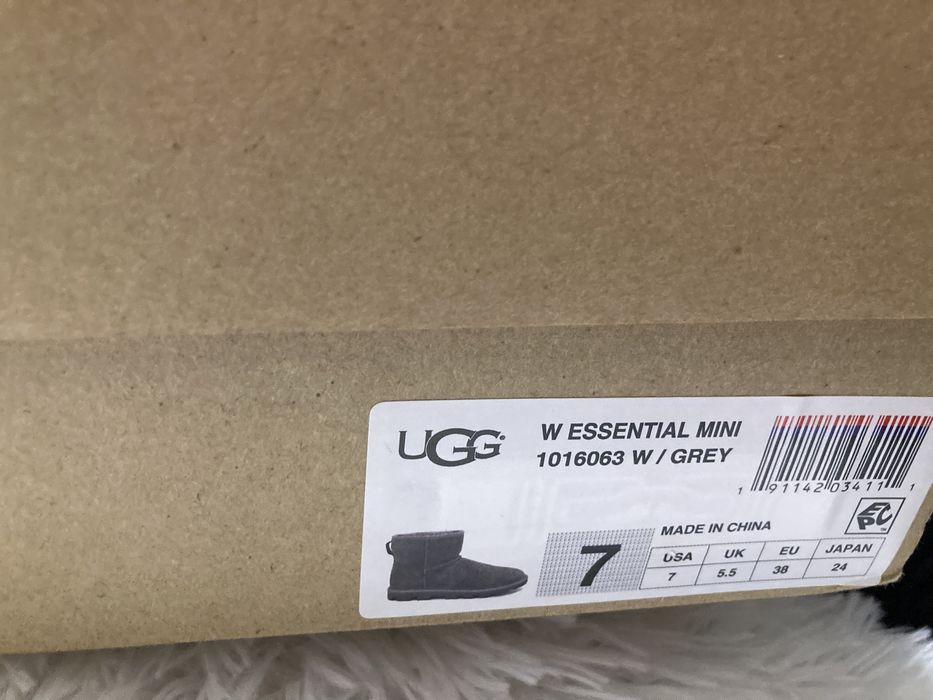 UGG
W ESSENTIAL MINI
1016063 W / GREY
1 91142 03411 1
EPC
7
MADE IN CHINA
USA UK EU JAPAN
7 5.5 38 24